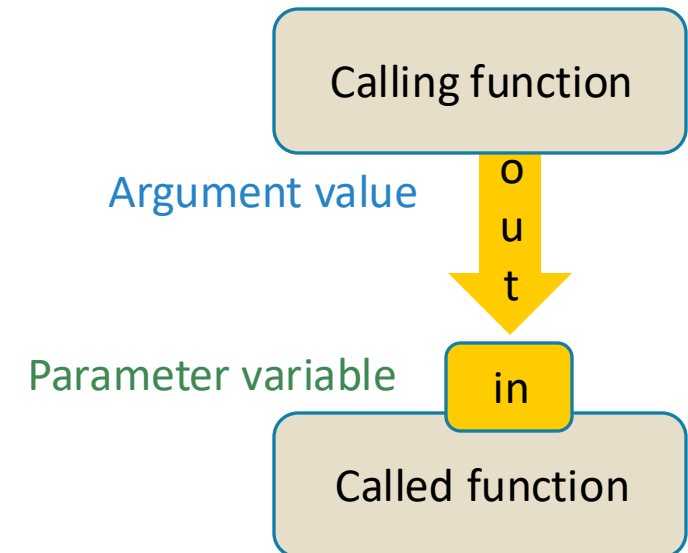 Calling function
Argument value
o
u
t
Parameter variable
in
Called function